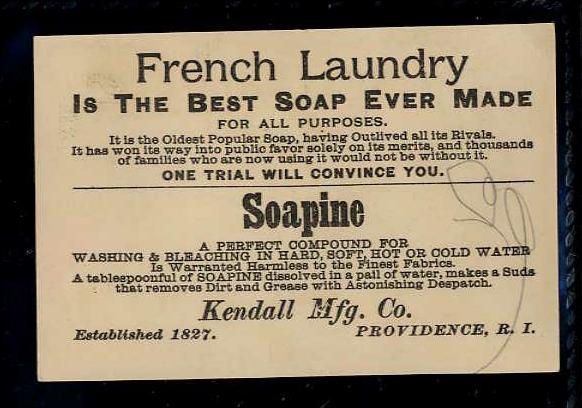 French Laundry
IS THE BEST SOAP EVER MADE
FOR ALL PURPOSES.
It is the Oldest Popular Soap, having Outlived all its Rivals.
It has won its way into public favor solely on its merits, and thousands
of families who are now using it would not be without it.
ONE TRIAL WILL CONVINCE YOU.
Soapine
A PERFECT COMPOUND FOR
WASHING & BLEACHING IN HARD, SOFT, HOT OR COLD WATER
Is Warranted Harmless to the Finest Fabrics.
A tablespoonful of SOAPINE dissolved in a pail of water, makes a Suds
that removes Dirt and Grease with Astonishing Despatch.
Kendall Mfg. Co.
Established 1827. PROVIDENCE, R. I.